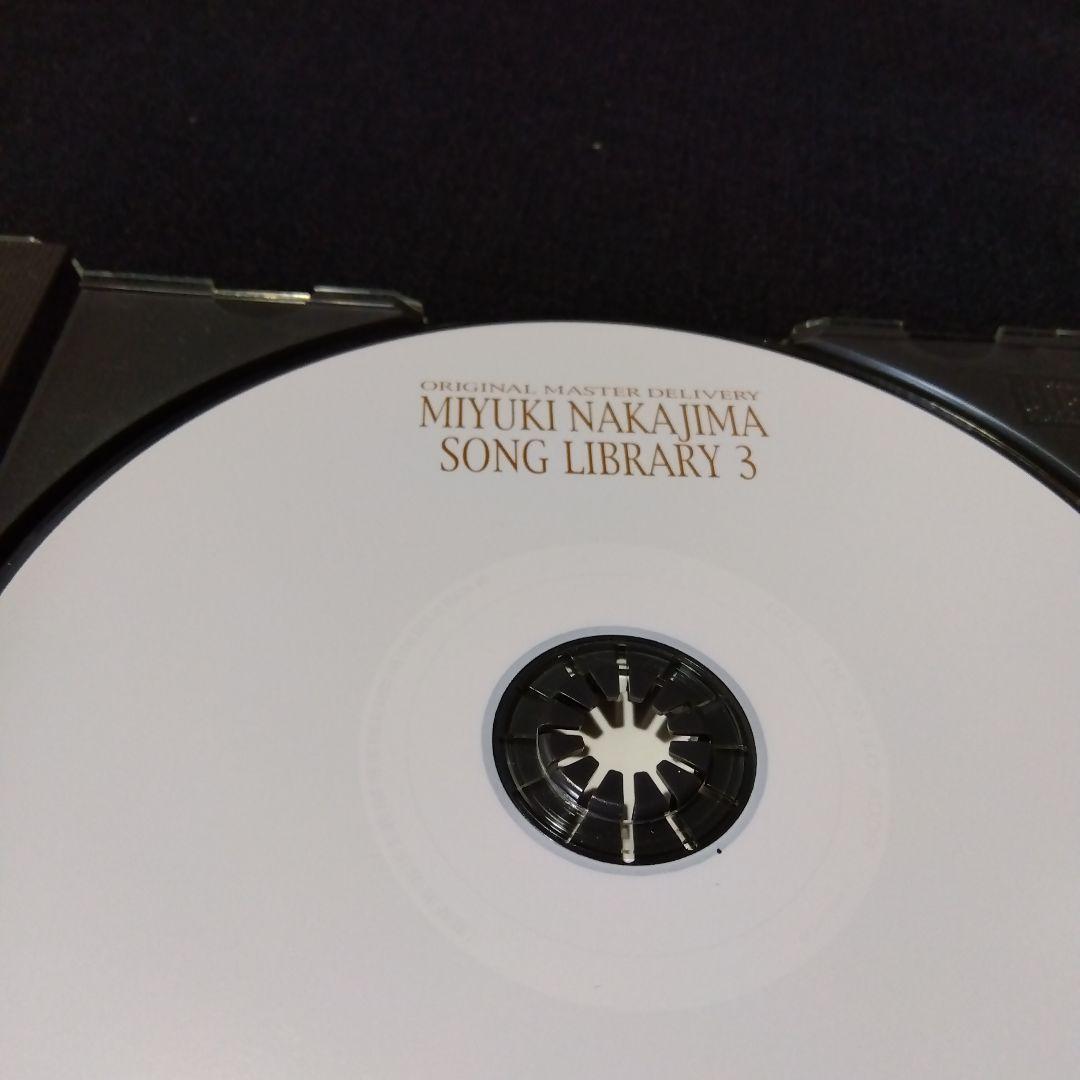 ORIGINAL MASTER DELIVERY
MIYUKI NAKAJIMA
SONG LIBRARY 3